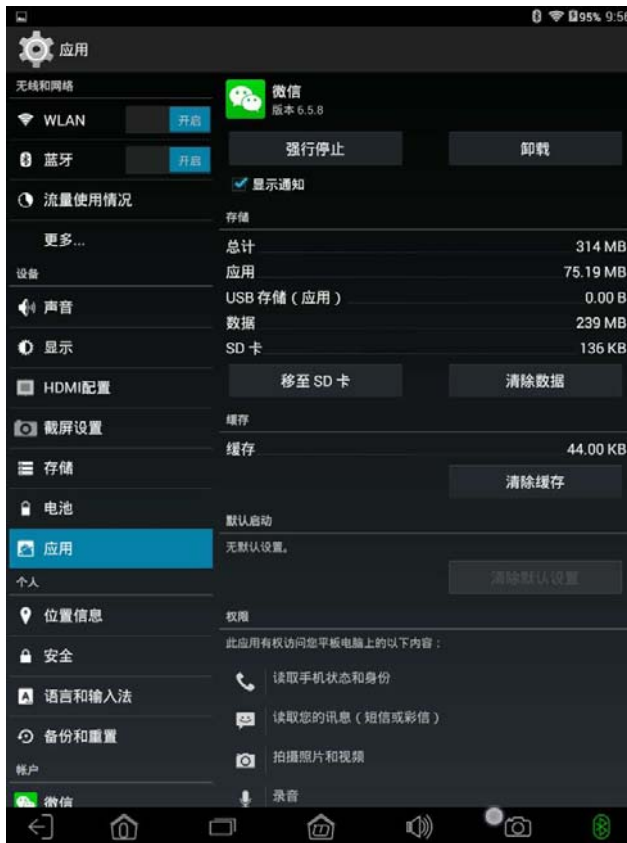 95% 9:56
应用
无线和网络
WLAN
开启
蓝牙
开启
流量使用情况
更多...
设备
声音
显示
HDMI配置
截屏设置
存储
电池
应用
个人
位置信息
安全
语言和输入法
备份和重置
帐户
微信
微信
版本 6.5.8
强行停止
卸载
显示通知
存储
总计
314 MB
应用
75.19 MB
USB 存储（应用）
0.00 B
数据
239 MB
SD 卡
136 KB
移至 SD 卡
清除数据
缓存
缓存
44.00 KB
清除缓存
默认启动
无默认设置。
清除默认设置
权限
此应用有权访问您平板电脑上的以下内容：
读取手机状态和身份
读取您的讯息（短信或彩信）
拍摄照片和视频
录音